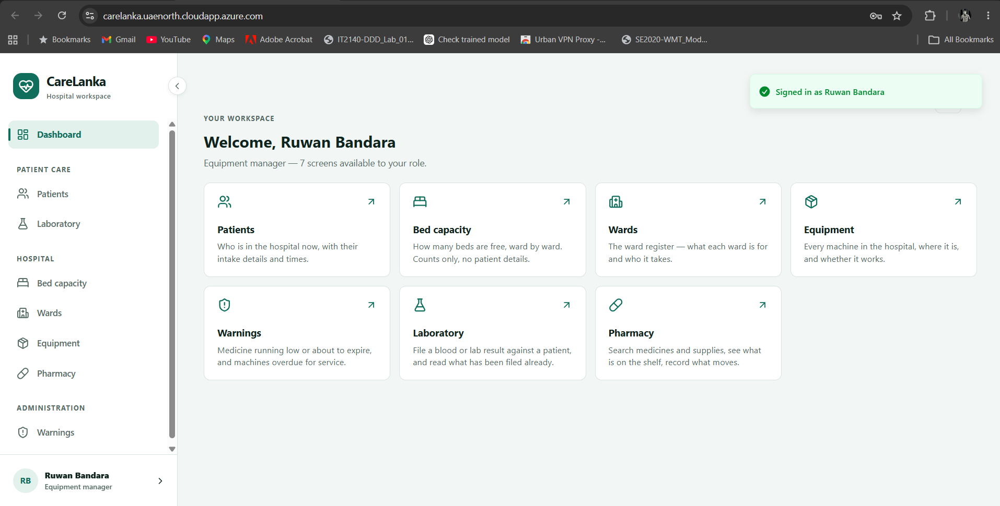 carelanka.uaenorth.cloudapp.azure.com
Bookmarks
Gmail
YouTube
Maps
Adobe Acrobat
IT2140-DDD_Lab_01...
Check trained model
Urban VPN Proxy -...
SE2020-WMT_Mod...
All Bookmarks
CareLanka
Hospital workspace
Dashboard
PATIENT CARE
Patients
Laboratory
HOSPITAL
Bed capacity
Wards
Equipment
Pharmacy
ADMINISTRATION
Warnings
RB
Ruwan Bandara
Equipment manager
Signed in as Ruwan Bandara
YOUR WORKSPACE
Welcome, Ruwan Bandara
Equipment manager — 7 screens available to your role.
Patients
Who is in the hospital now, with their
intake details and times.
Bed capacity
How many beds are free, ward by ward.
Counts only, no patient details.
Wards
The ward register — what each ward is for
and who it takes.
Equipment
Every machine in the hospital, where it is,
and whether it works.
Warnings
Medicine running low or about to expire,
and machines overdue for service.
Laboratory
File a blood or lab result against a patient,
and read what has been filed already.
Pharmacy
Search medicines and supplies, see what
is on the shelf, record what moves.